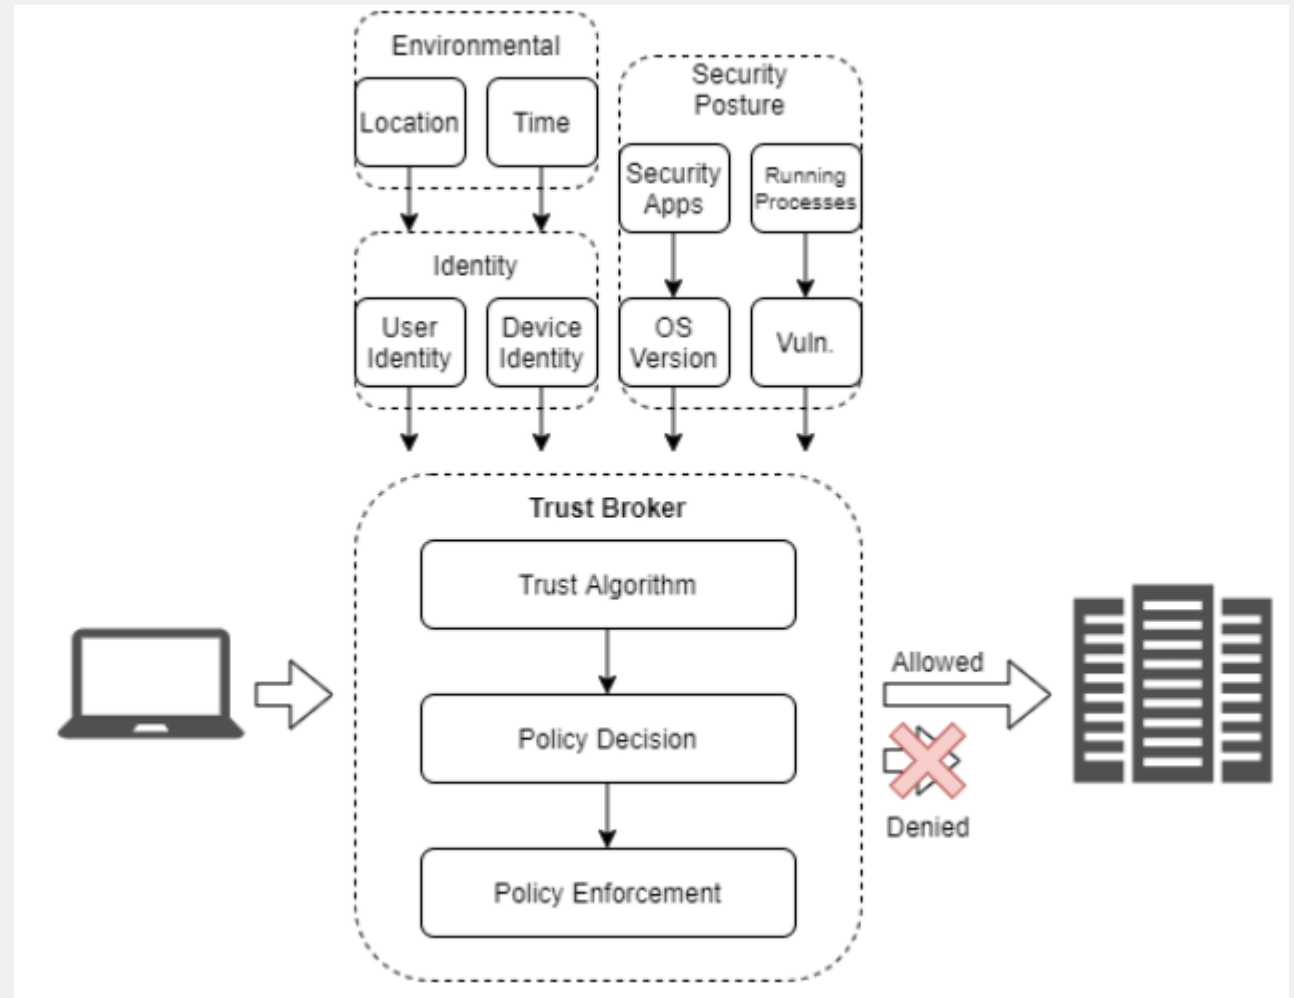 Environmental
Location
Time
Security
Posture
Security
Apps
Running
Processes
Identity
User
Identity
Device
Identity
OS
Version
Vuln.
Trust Broker
Trust Algorithm
Policy Decision
Policy Enforcement
Allowed
Denied